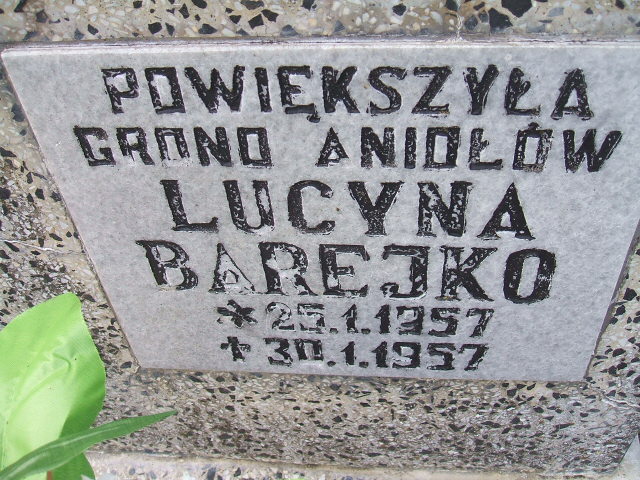 POWIĘKSZYŁA
GRONO ANIOŁÓW
LUCYNA
BAREJKO
* 25.1.1957
† 30.1.1957